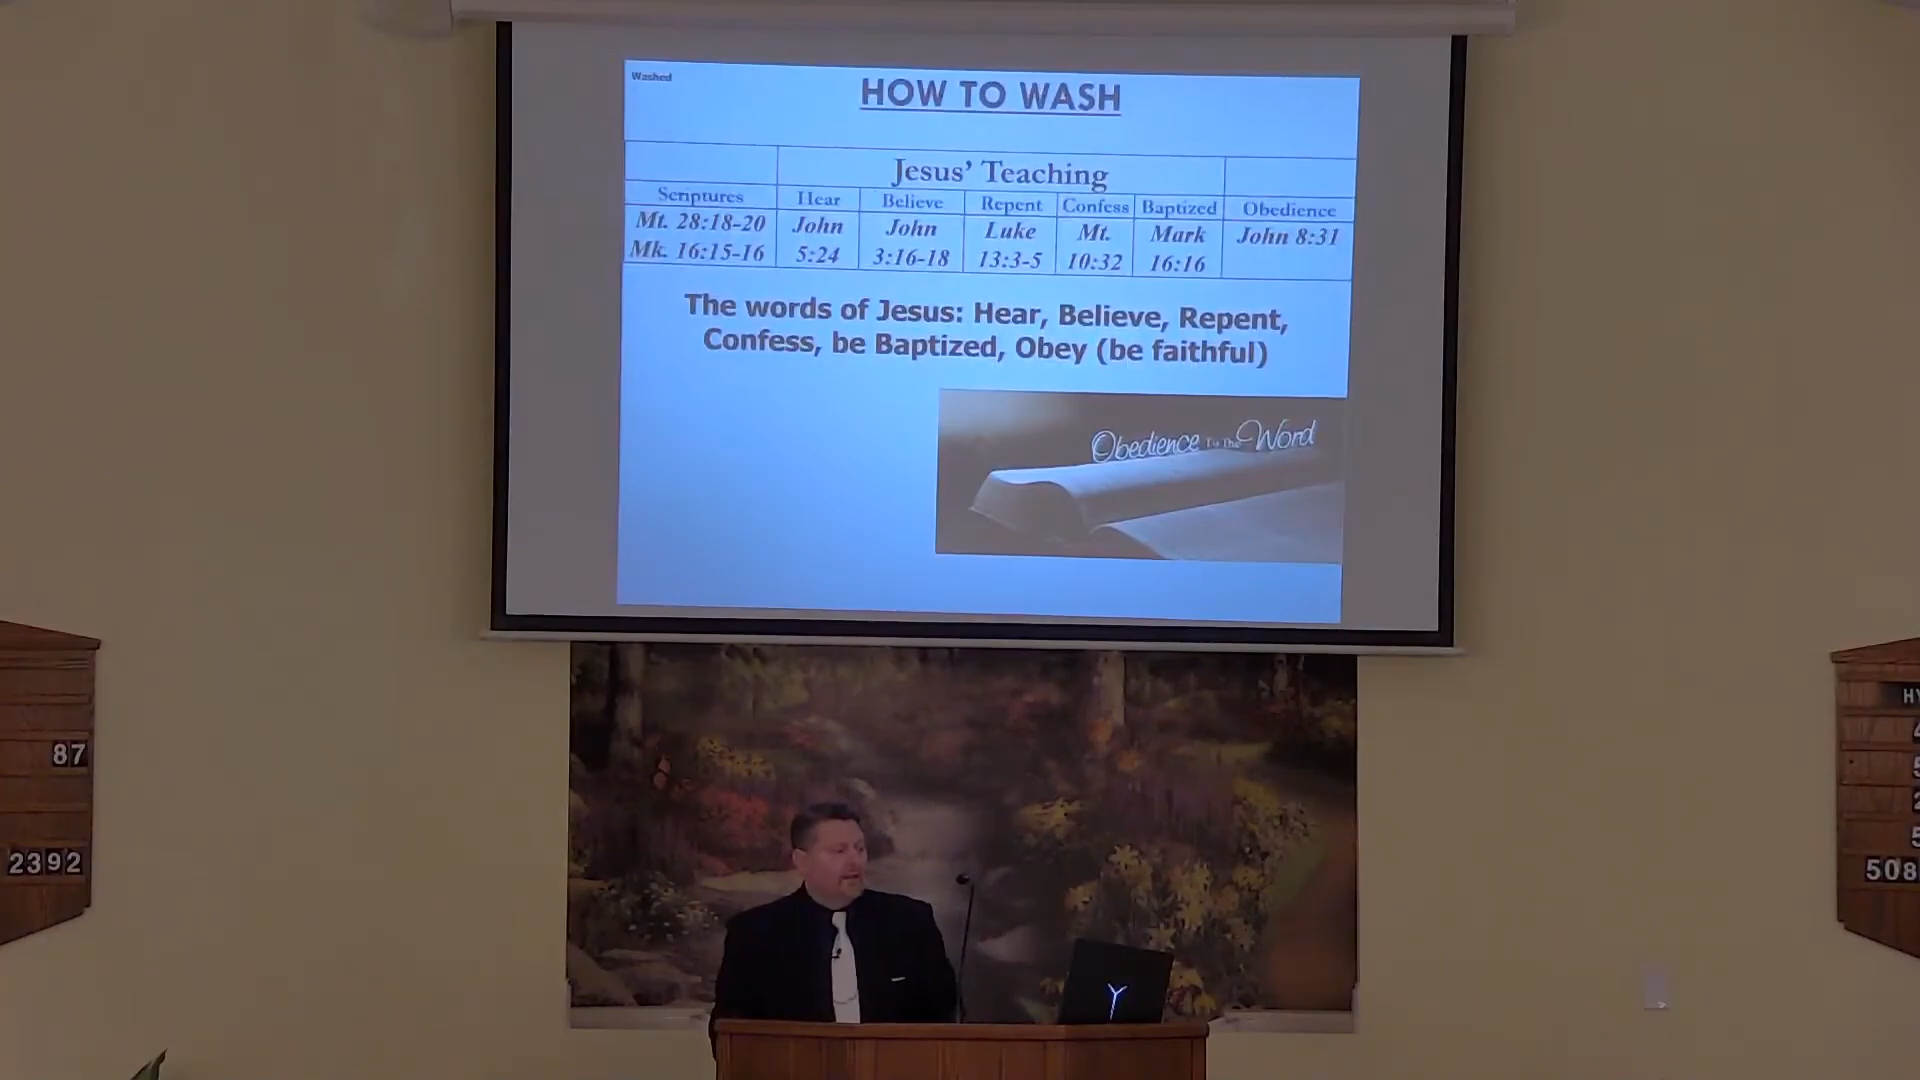 Washed
HOW TO WASH
Jesus' Teaching
Scriptures Hear Believe Repent Confess Baptized Obedience
Mt. 28:18-20 John John Luke Mt. Mark John 8:31
Mk. 16:15-16 5:24 3:16-18 13:3-5 10:32 16:16
The words of Jesus: Hear, Believe, Repent,
Confess, be Baptized, Obey (be faithful)
Obedience To the Word
87
2392
508